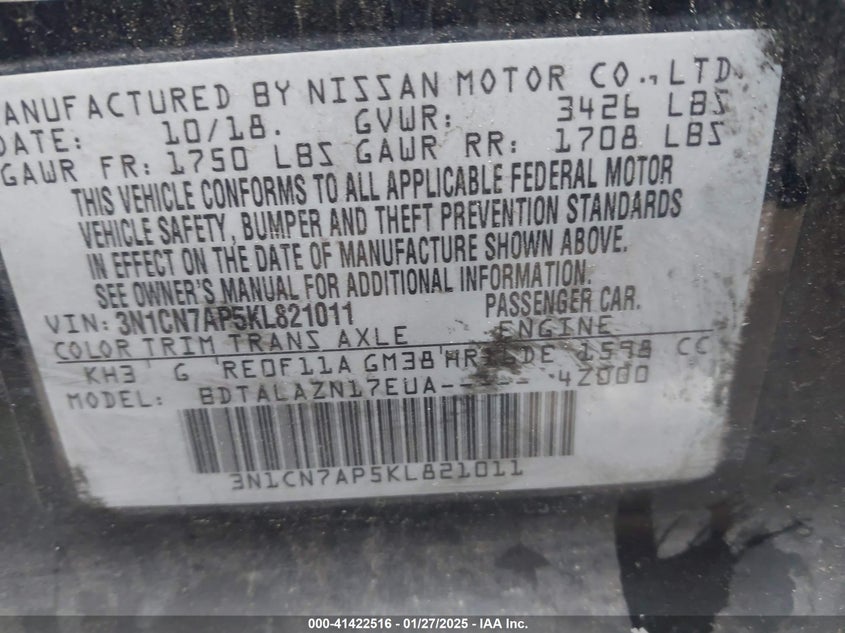 MANUFACTURED BY NISSAN MOTOR CO., LTD.
DATE: 10/18. GVWR: 3426 LBS
GAWR FR: 1750 LBS GAWR RR: 1708 LBS
THIS VEHICLE CONFORMS TO ALL APPLICABLE FEDERAL MOTOR
VEHICLE SAFETY, BUMPER AND THEFT PREVENTION STANDARDS
IN EFFECT ON THE DATE OF MANUFACTURE SHOWN ABOVE.
SEE OWNER'S MANUAL FOR ADDITIONAL INFORMATION.
VIN: 3N1CN7AP5KL821011 PASSENGER CAR.
COLOR TRIM TRANS AXLE ENGINE
KH3 G RE0F11A GM38 HR16DE 1598 CC
MODEL: BDTALAZN17EUA----- 4Z000
3N1CN7AP5KL821011
000-41422516 - 01/27/2025 - IAA Inc.